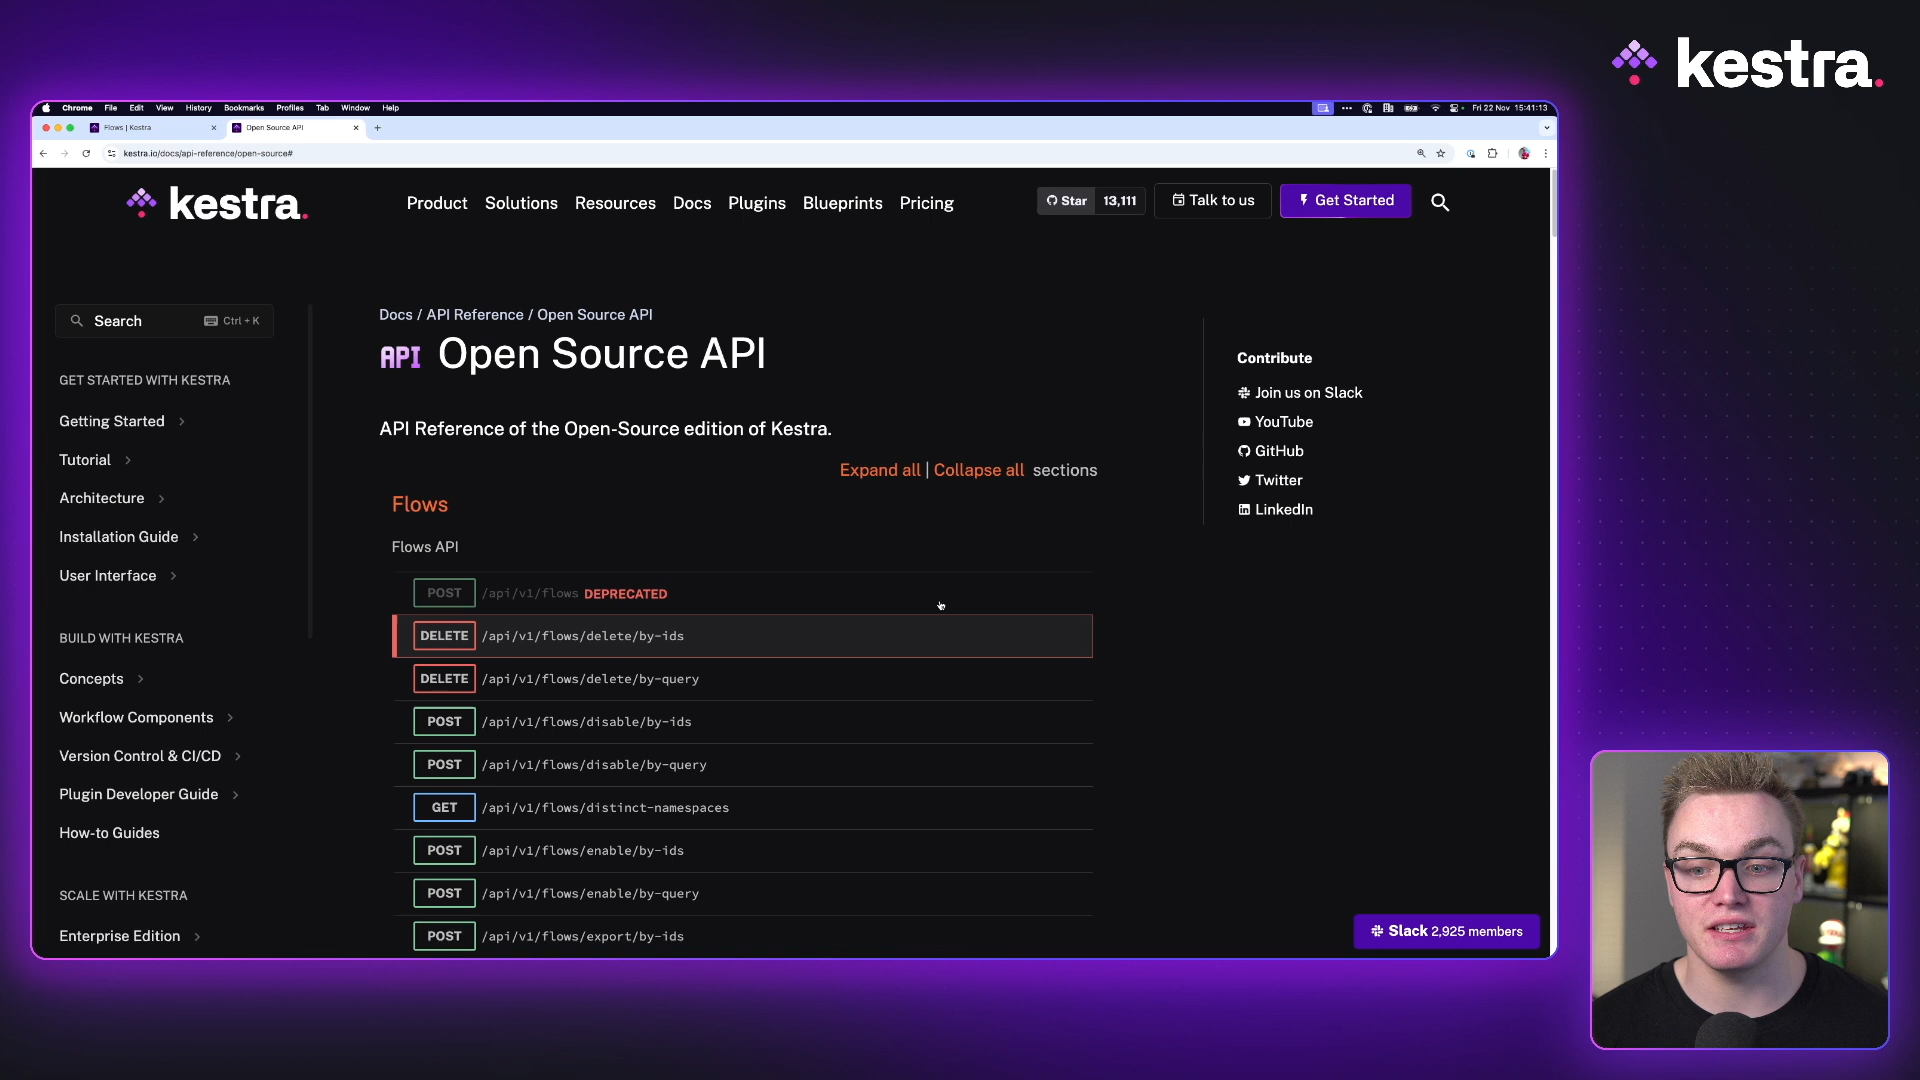 kestra.
Chrome File Edit View History Bookmarks Profiles Tab Window Help
Fri 22 Nov 15:41:13
Flows | Kestra
Open Source API
kestra.io/docs/api-reference/open-source#
kestra.
Product Solutions Resources Docs Plugins Blueprints Pricing
Star 13,111
Talk to us
Get Started
Search Ctrl + K
GET STARTED WITH KESTRA
Getting Started
Tutorial
Architecture
Installation Guide
User Interface
BUILD WITH KESTRA
Concepts
Workflow Components
Version Control & CI/CD
Plugin Developer Guide
How-to Guides
SCALE WITH KESTRA
Enterprise Edition
Docs / API Reference / Open Source API
API Open Source API
API Reference of the Open-Source edition of Kestra.
Expand all | Collapse all sections
Flows
Flows API
POST /api/v1/flows DEPRECATED
DELETE /api/v1/flows/delete/by-ids
DELETE /api/v1/flows/delete/by-query
POST /api/v1/flows/disable/by-ids
POST /api/v1/flows/disable/by-query
GET /api/v1/flows/distinct-namespaces
POST /api/v1/flows/enable/by-ids
POST /api/v1/flows/enable/by-query
POST /api/v1/flows/export/by-ids
Contribute
Join us on Slack
YouTube
GitHub
Twitter
LinkedIn
Slack 2,925 members